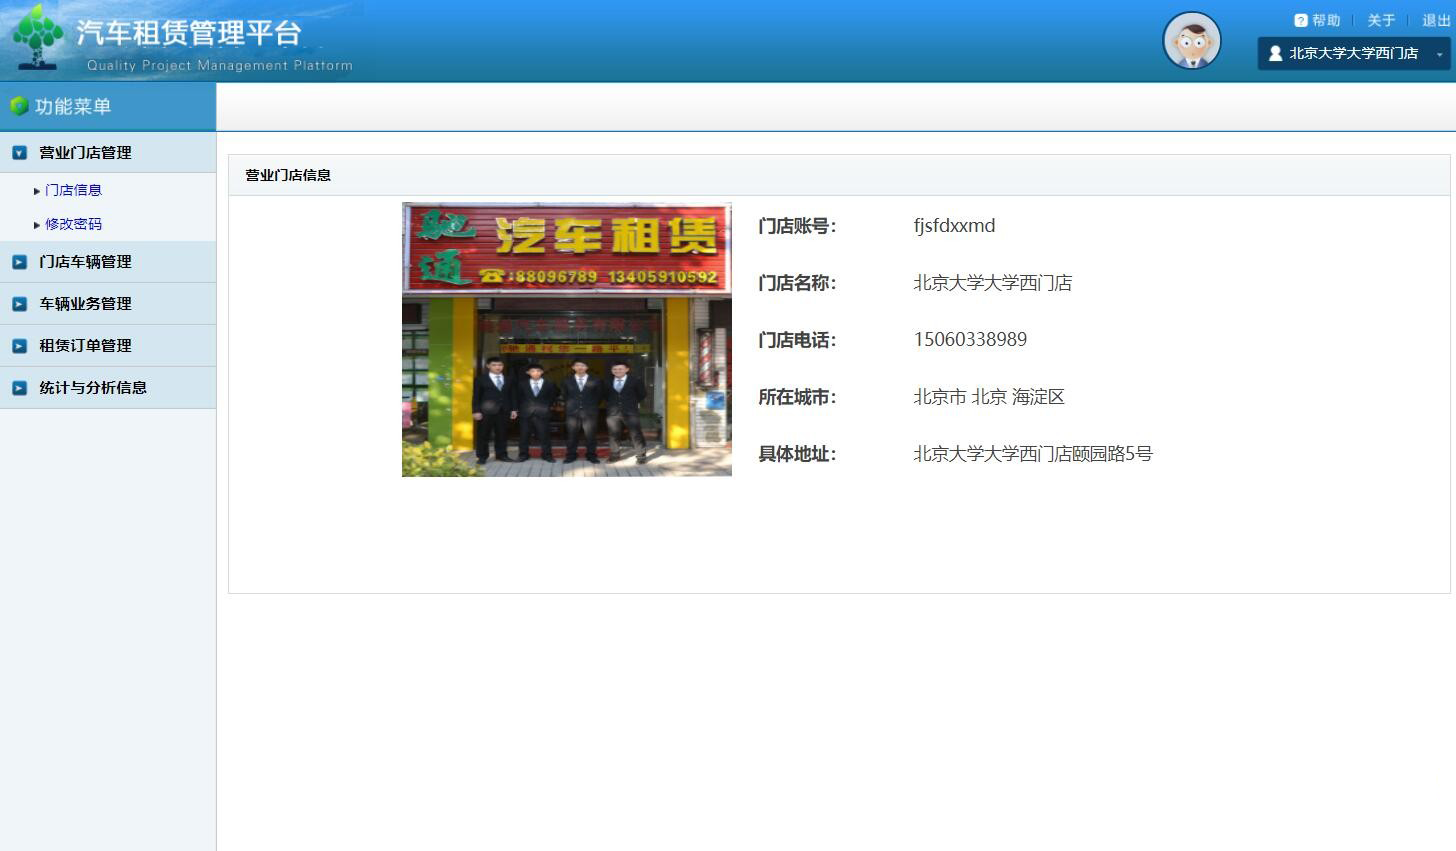 汽车租赁管理平台
Quality Project Management Platform
帮助
关于
退出
北京大学大学西门店
功能菜单
营业门店管理
门店信息
修改密码
门店车辆管理
车辆业务管理
租赁订单管理
统计与分析信息
营业门店信息
驰通 汽车租赁
☎:88096789 13405910592
门店账号: fjsfdxxmd
门店名称: 北京大学大学西门店
门店电话: 15060338989
所在城市: 北京市 北京 海淀区
具体地址: 北京大学大学西门店颐园路5号